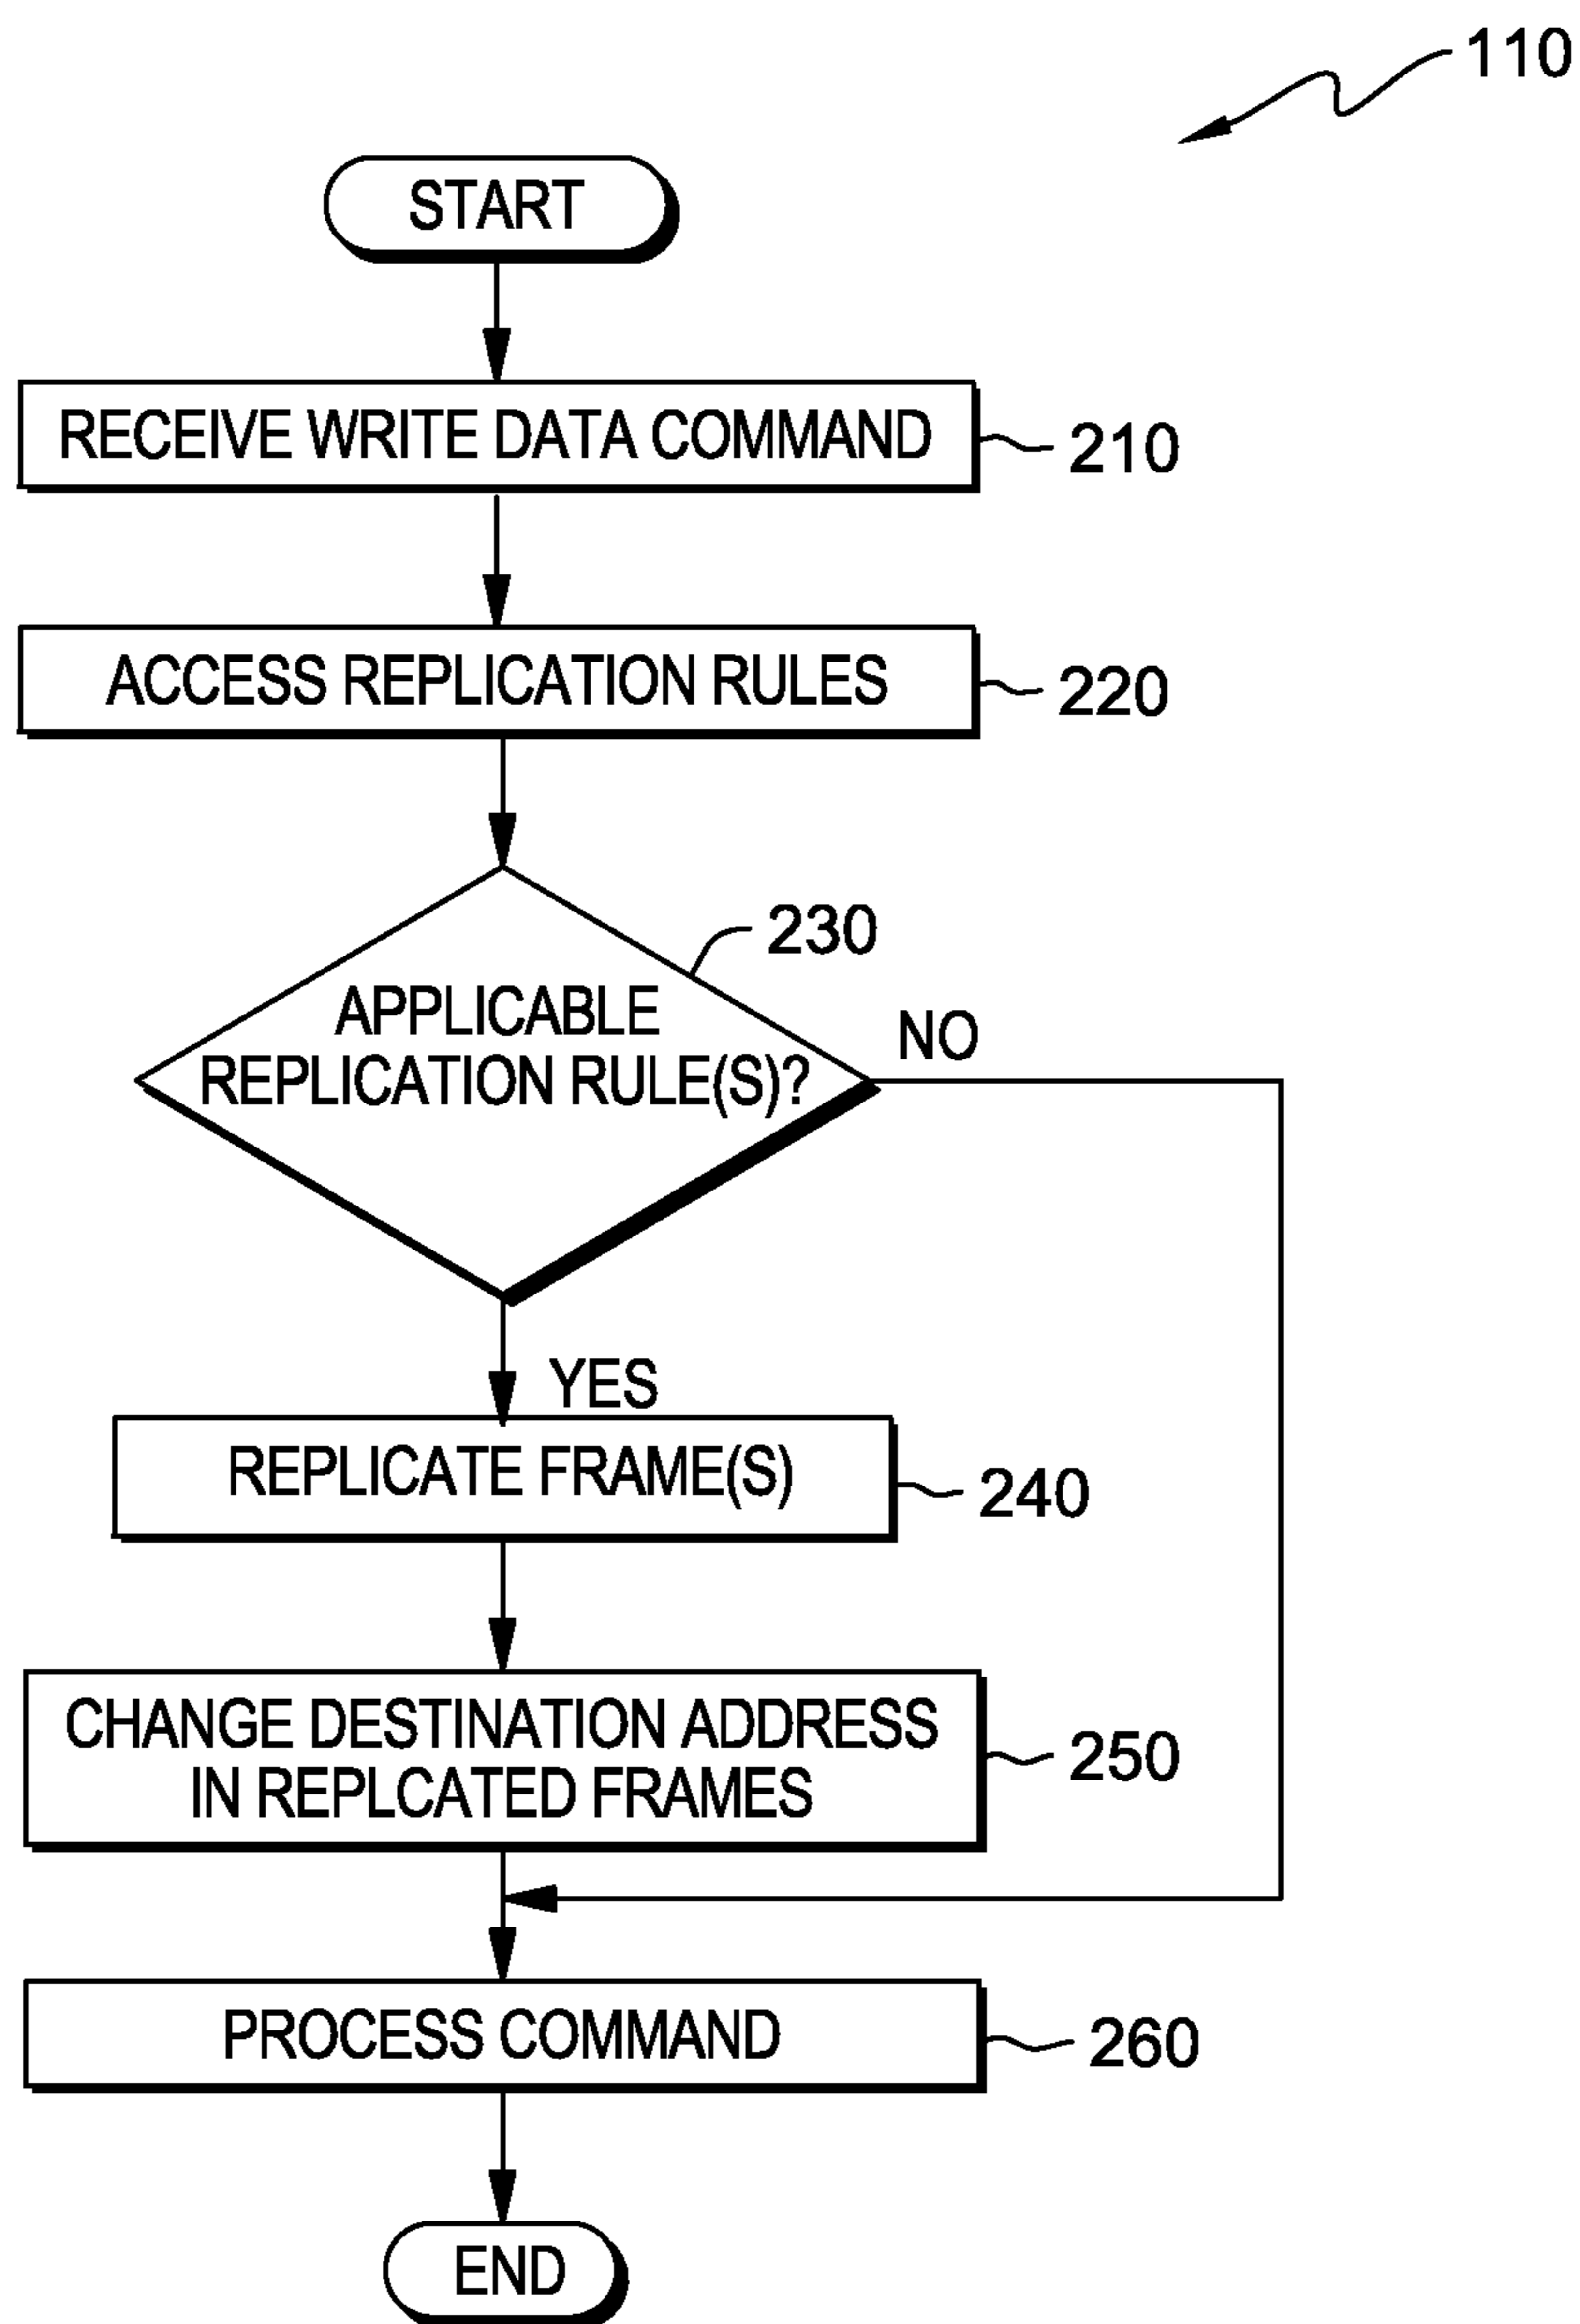 110
START
RECEIVE WRITE DATA COMMAND
210
ACCESS REPLICATION RULES
220
230
APPLICABLE
REPLICATION RULE(S)?
NO
YES
REPLICATE FRAME(S)
240
CHANGE DESTINATION ADDRESS
IN REPLCATED FRAMES
250
PROCESS COMMAND
260
END